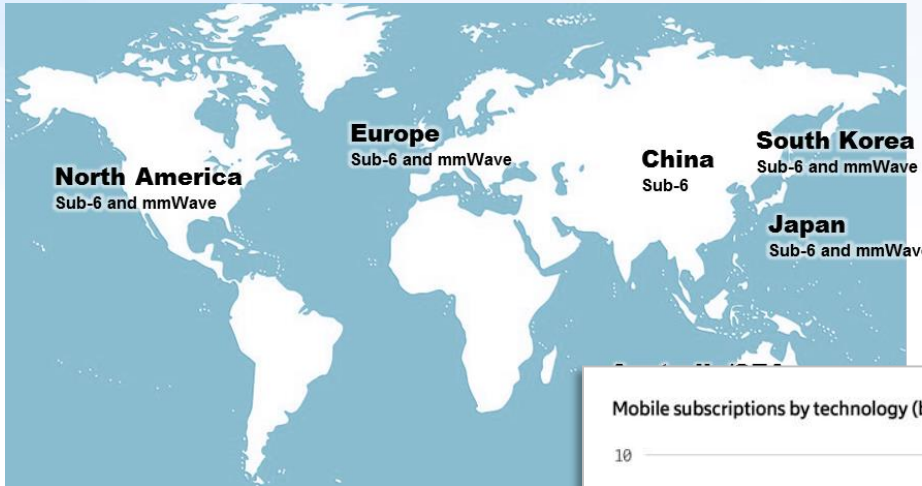 Europe
Sub-6 and mmWave
South Korea
Sub-6 and mmWave
China
Sub-6
North America
Sub-6 and mmWave
Japan
Sub-6 and mmWave
Mobile subscriptions by technology
10